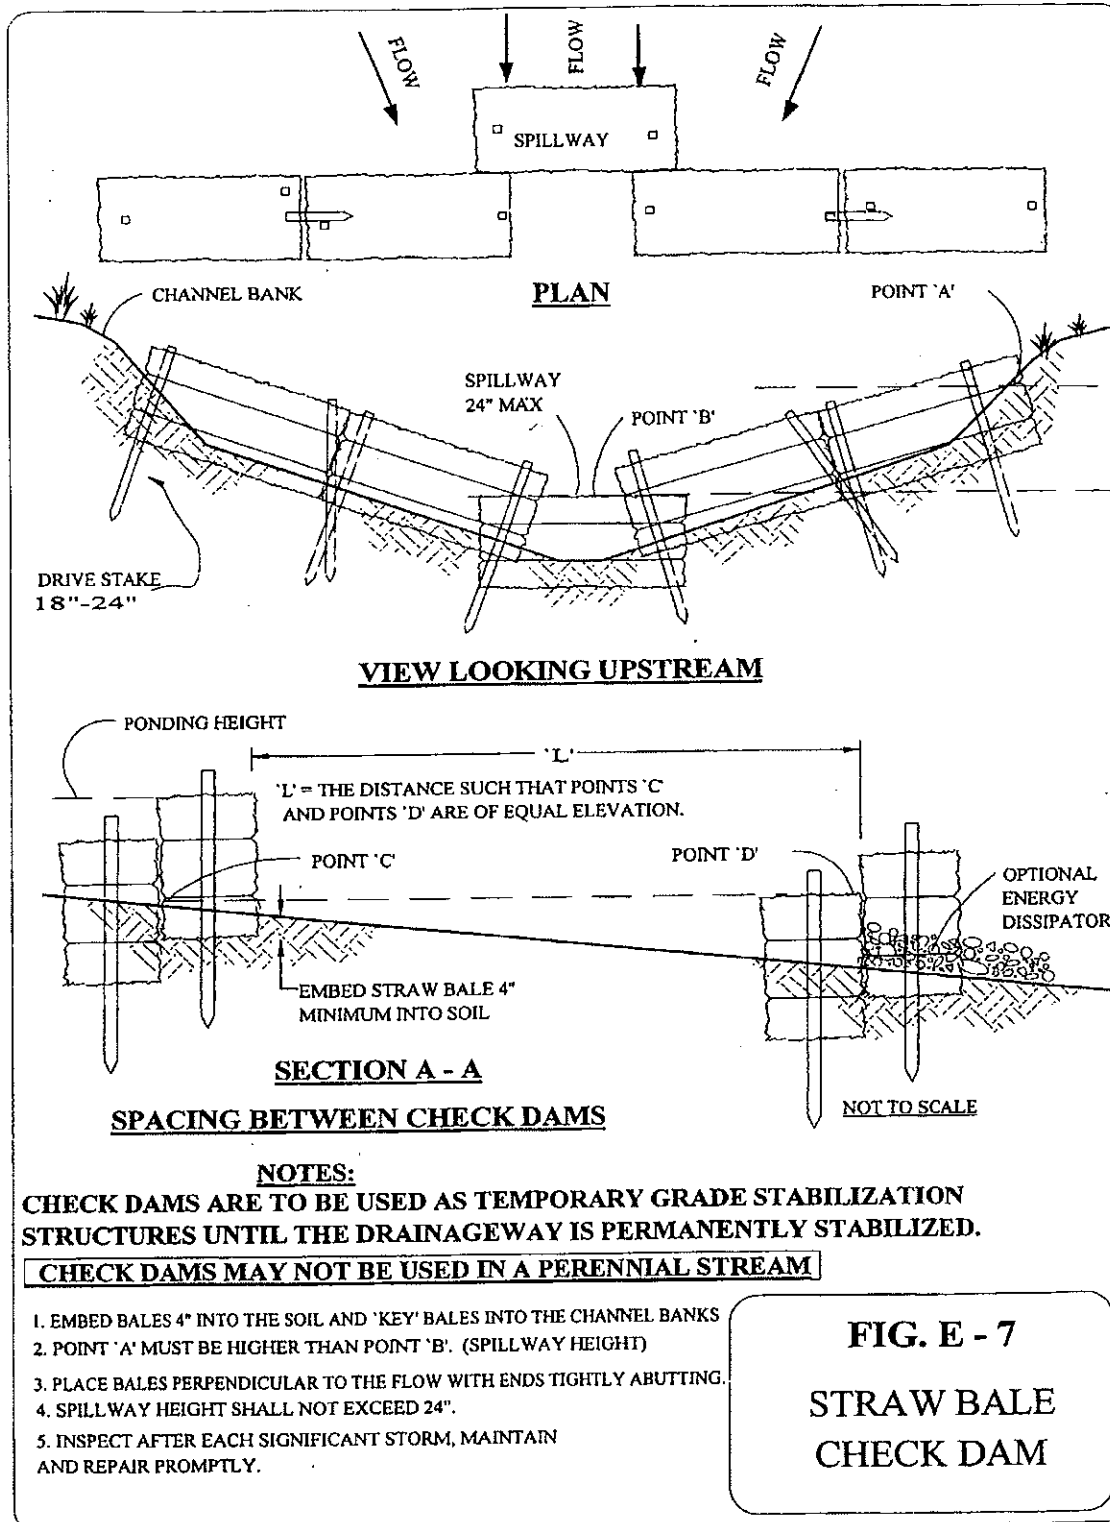 FLOW
FLOW
FLOW
SPILLWAY
PLAN
CHANNEL BANK
POINT 'A'
SPILLWAY
24" MAX
POINT 'B'
DRIVE STAKE
18"-24"
VIEW LOOKING UPSTREAM
PONDING HEIGHT
'L'
'L' = THE DISTANCE SUCH THAT POINTS 'C'
AND POINTS 'D' ARE OF EQUAL ELEVATION.
POINT 'C'
POINT 'D'
OPTIONAL
ENERGY
DISSIPATOR
EMBED STRAW BALE 4"
MINIMUM INTO SOIL
SECTION A - A
SPACING BETWEEN CHECK DAMS
NOT TO SCALE
NOTES:
CHECK DAMS ARE TO BE USED AS TEMPORARY GRADE STABILIZATION
STRUCTURES UNTIL THE DRAINAGEWAY IS PERMANENTLY STABILIZED.
CHECK DAMS MAY NOT BE USED IN A PERENNIAL STREAM
1. EMBED BALES 4" INTO THE SOIL AND 'KEY' BALES INTO THE CHANNEL BANKS
2. POINT 'A' MUST BE HIGHER THAN POINT 'B'. (SPILLWAY HEIGHT)
3. PLACE BALES PERPENDICULAR TO THE FLOW WITH ENDS TIGHTLY ABUTTING.
4. SPILLWAY HEIGHT SHALL NOT EXCEED 24".
5. INSPECT AFTER EACH SIGNIFICANT STORM, MAINTAIN
AND REPAIR PROMPTLY.
FIG. E - 7
STRAW BALE
CHECK DAM